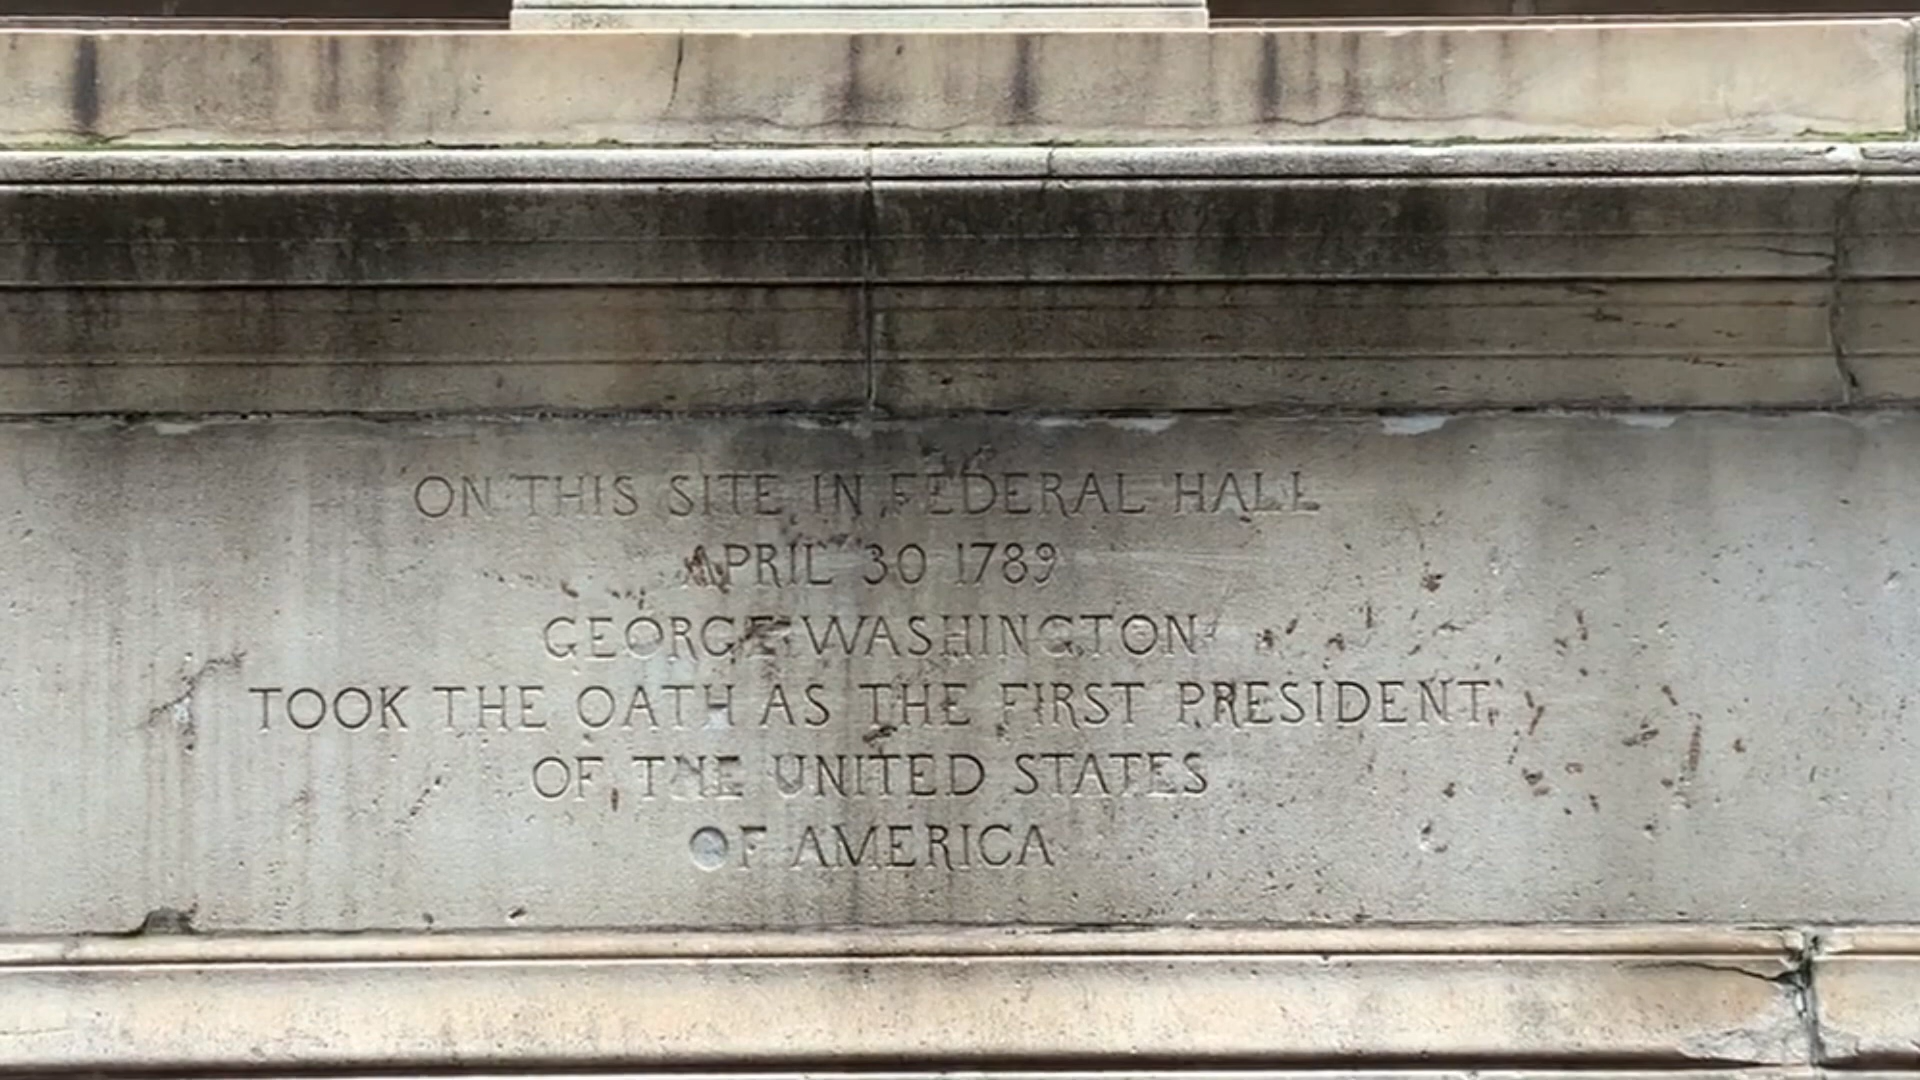 ON THIS SITE IN FEDERAL HALL
APRIL 30 1789
GEORGE WASHINGTON
TOOK THE OATH AS THE FIRST PRESIDENT
OF THE UNITED STATES
OF AMERICA